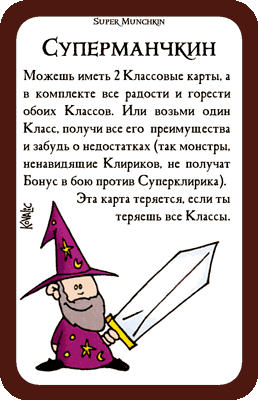 Super Munchkin
Суперманчкин
Можешь иметь 2 Классовые карты, а
в комплекте все радости и горести
обоих Классов. Или возьми один
Класс, получи все его преимущества
и забудь о недостатках (так монстры,
ненавидящие Клириков, не получат
Бонус в бою против Суперклирика).
Эта карта теряется, если ты
теряешь все Классы.
Kovalic